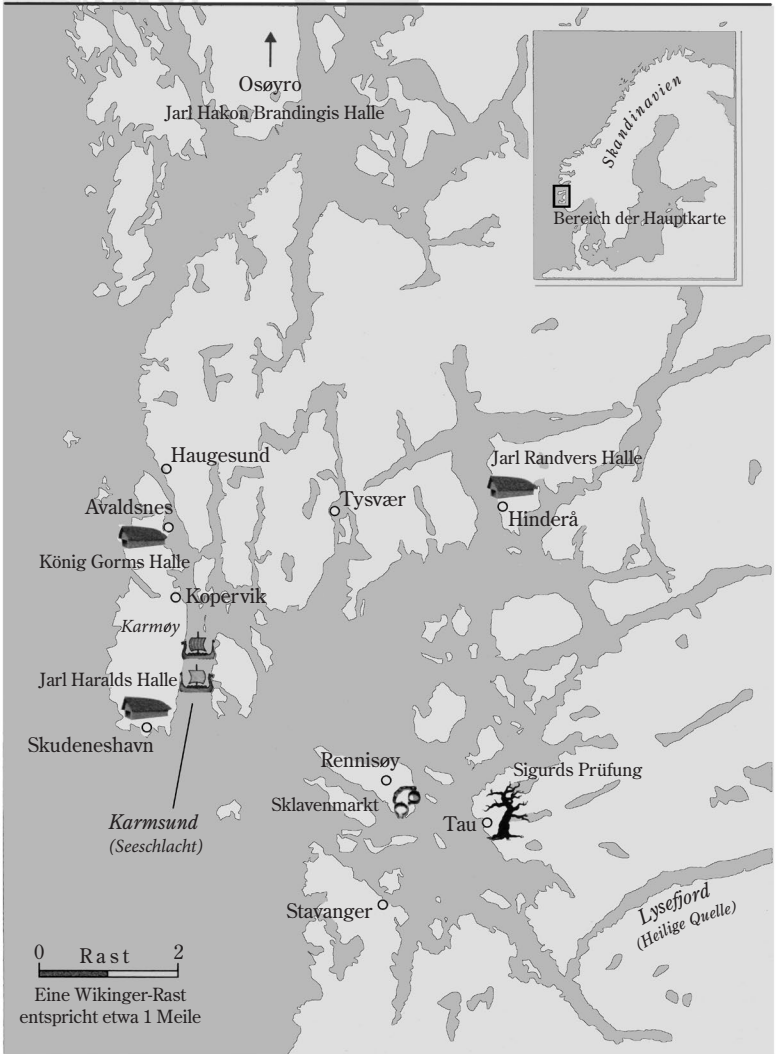 Osøyro
Jarl Hakon Brandingis Halle
Skandinavien
Bereich der Hauptkarte
Haugesund
Jarl Randvers Halle
Avaldsnes
Tysvær
Hinderå
König Gorms Halle
Kopervik
Karmøy
Jarl Haralds Halle
Skudeneshavn
Rennisøy
Sigurds Prüfung
Sklavenmarkt
Karmsund
(Seeschlacht)
Tau
Stavanger
Lysefjord
(Heilige Quelle)
0 Rast 2
Eine Wikinger-Rast
entspricht etwa 1 Meile